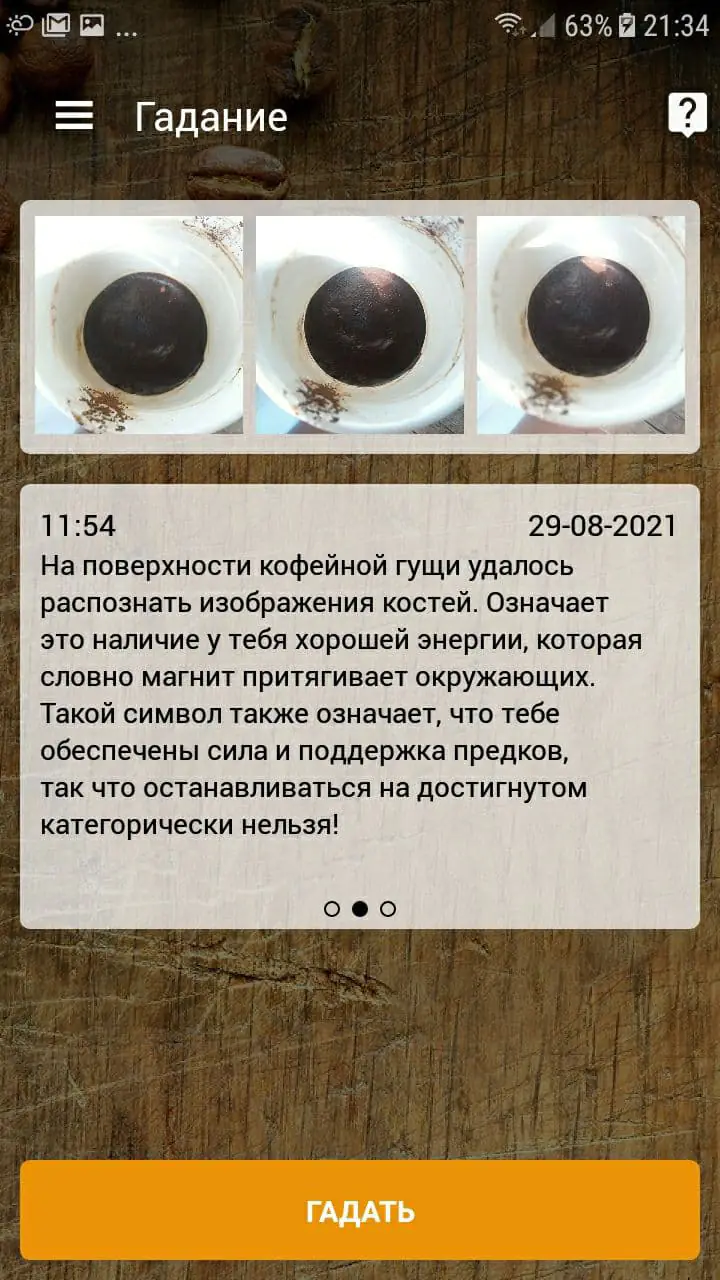 63% 21:34
Гадание
?
11:54 29-08-2021
На поверхности кофейной гущи удалось
распознать изображения костей. Означает
это наличие у тебя хорошей энергии, которая
словно магнит притягивает окружающих.
Такой символ также означает, что тебе
обеспечены сила и поддержка предков,
так что останавливаться на достигнутом
категорически нельзя!
ГАДАТЬ